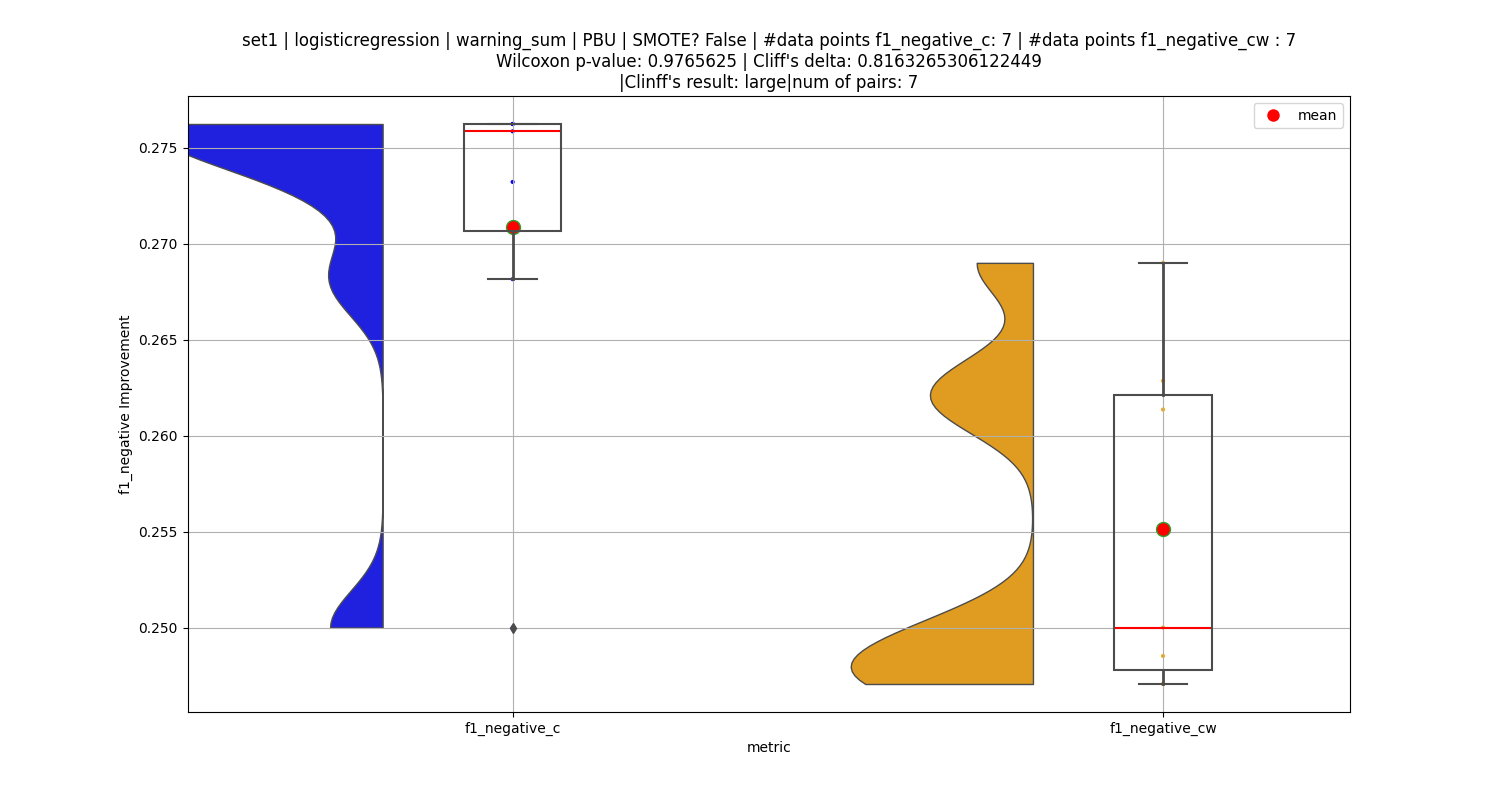 set1 | logisticregression | warning_sum | PBU | SMOTE? False | #data points f1_negative_c: 7 | #data points f1_negative_cw : 7
Wilcoxon p-value: 0.9765625 | Cliff's delta: 0.8163265306122449
|Clinff's result: large|num of pairs: 7
mean
0.275
0.270
0.265
0.260
0.255
0.250
f1_negative Improvement
f1_negative_c
f1_negative_cw
metric